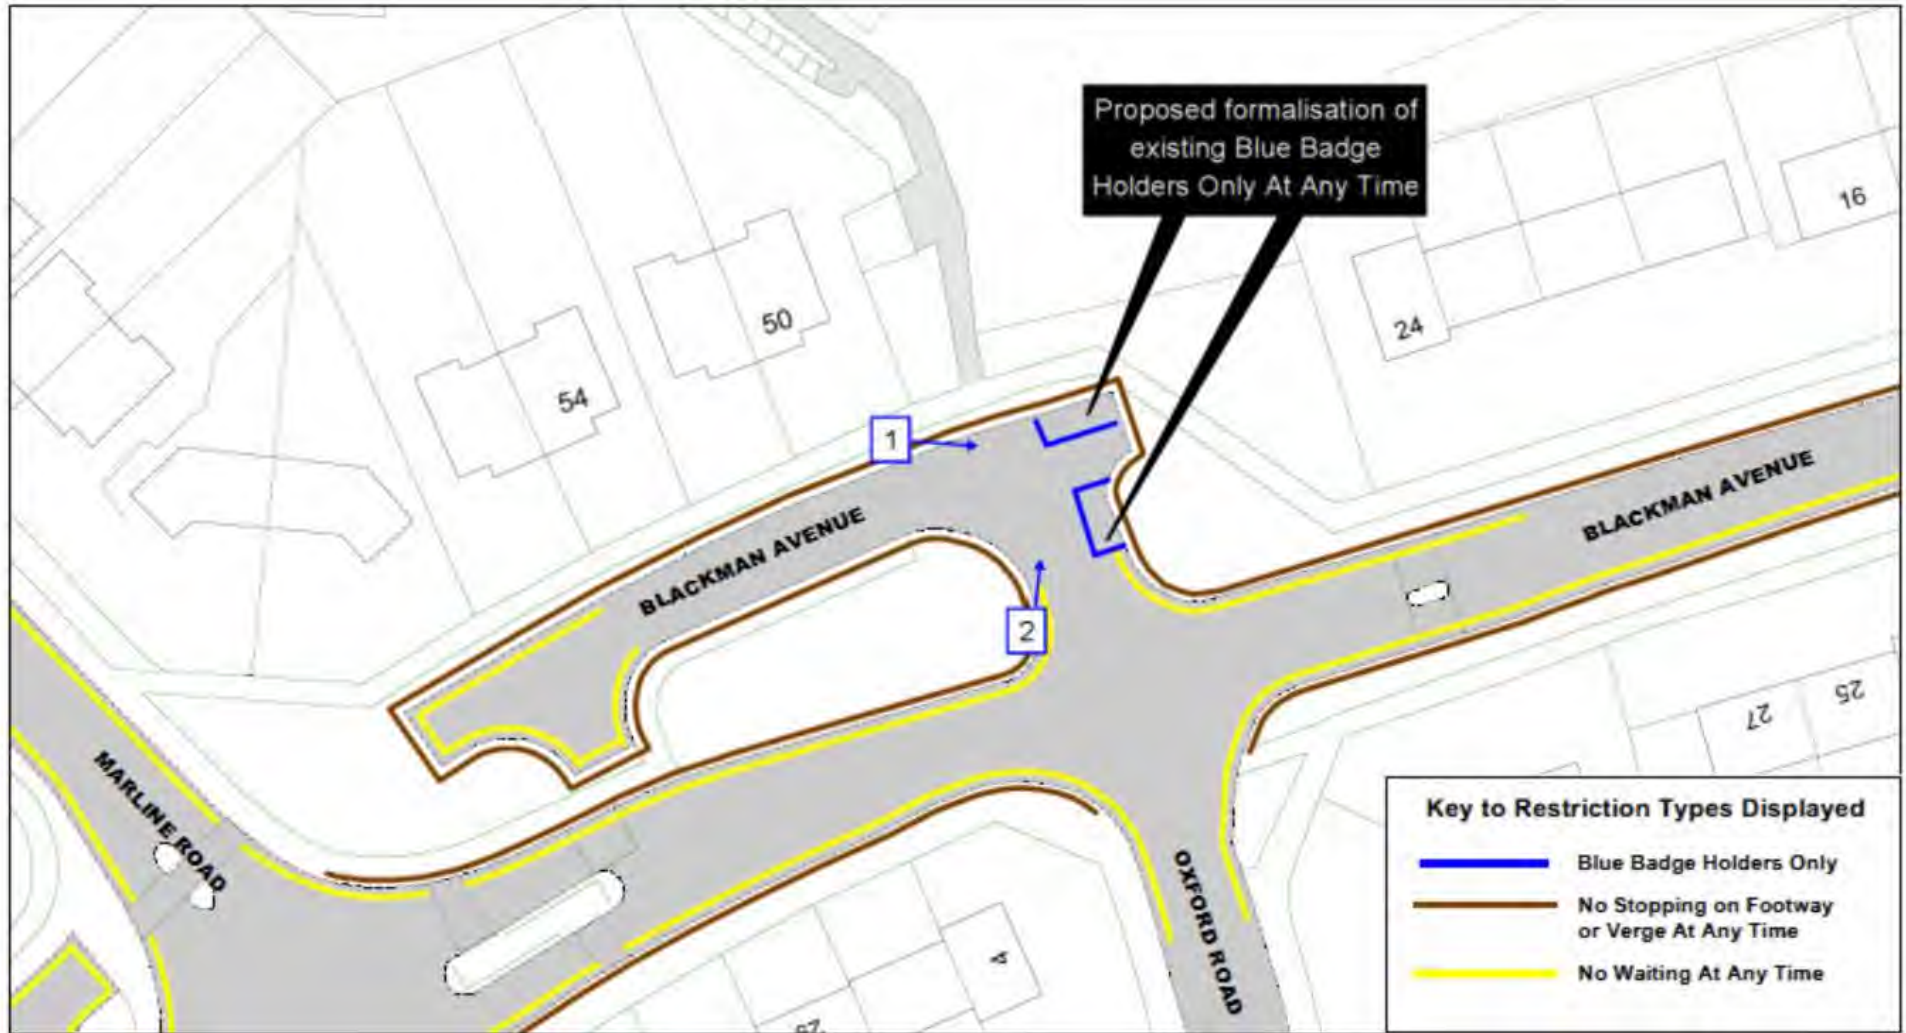 Proposed formalisation of
existing Blue Badge
Holders Only At Any Time
16
24
50
54
1
2
BLACKMAN AVENUE
BLACKMAN AVENUE
25
27
MARLINE ROAD
OXFORD ROAD
4
Key to Restriction Types Displayed
Blue Badge Holders Only
No Stopping on Footway
or Verge At Any Time
No Waiting At Any Time